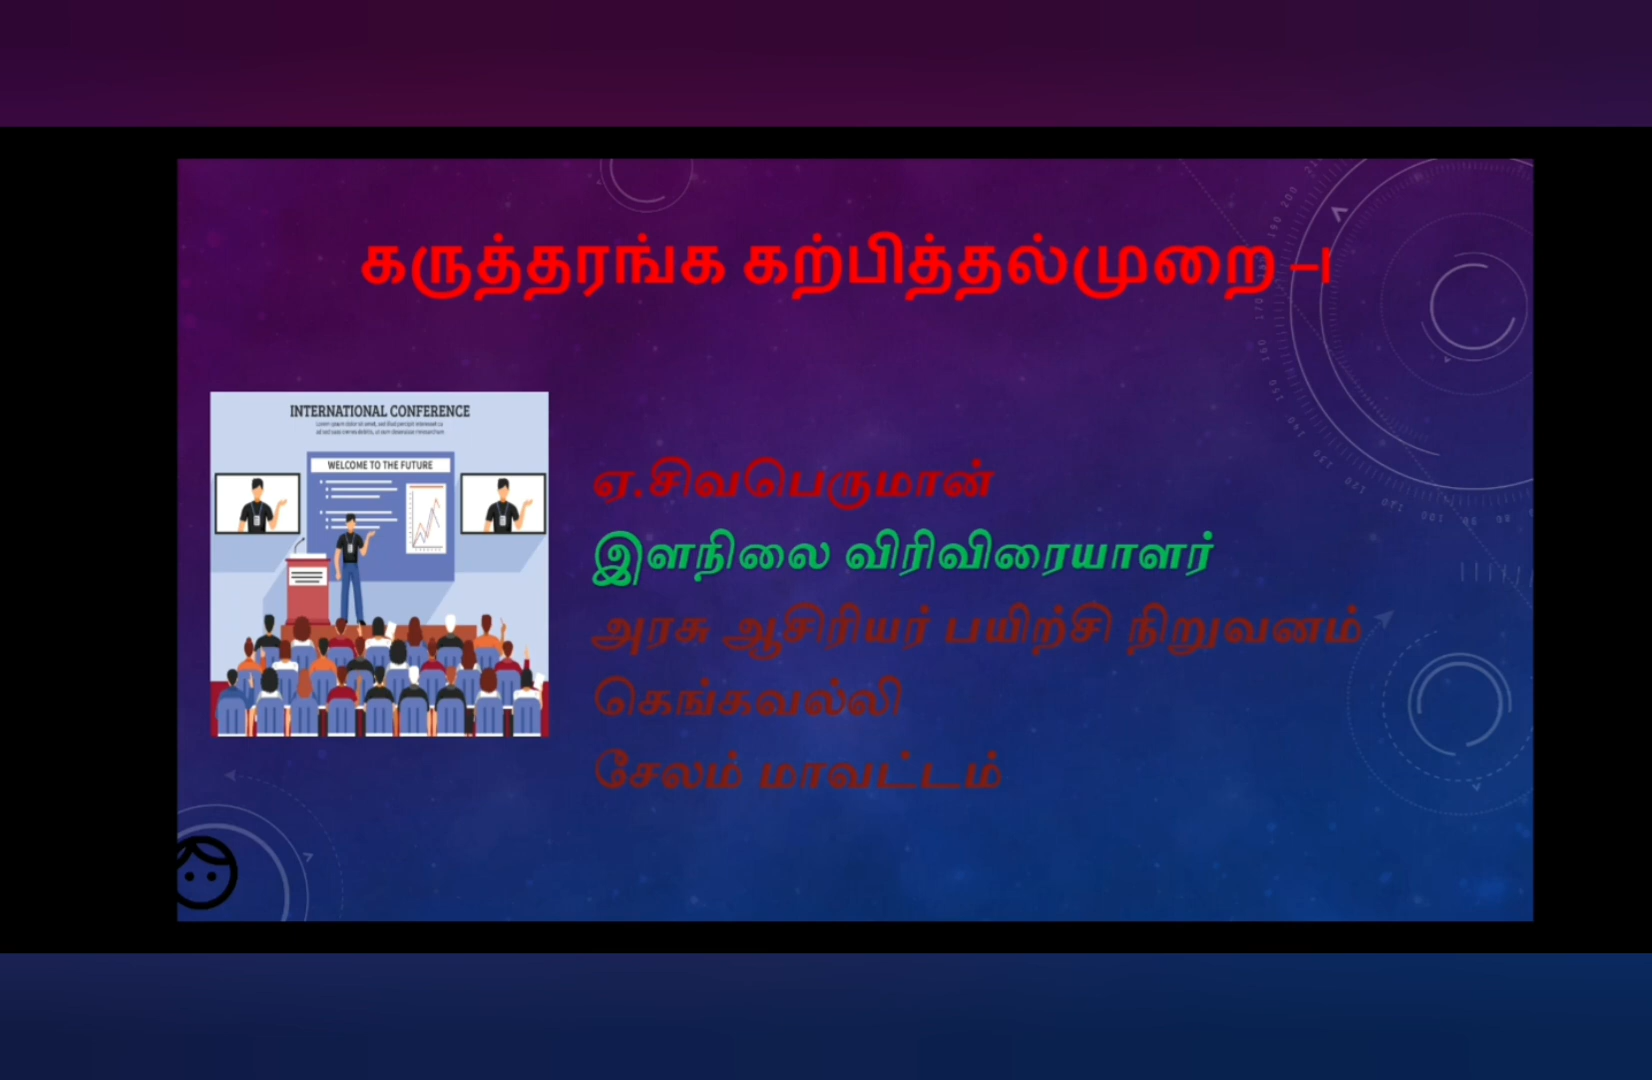 கருத்தரங்க கற்பித்தல்முறை –I
INTERNATIONAL CONFERENCE
WELCOME TO THE FUTURE
ஏ.சிவபெருமான்
இளநிலை விரிவிரையாளர்
அரசு ஆசிரியர் பயிற்சி நிறுவனம்
கெங்கவல்லி
சேலம் மாவட்டம்